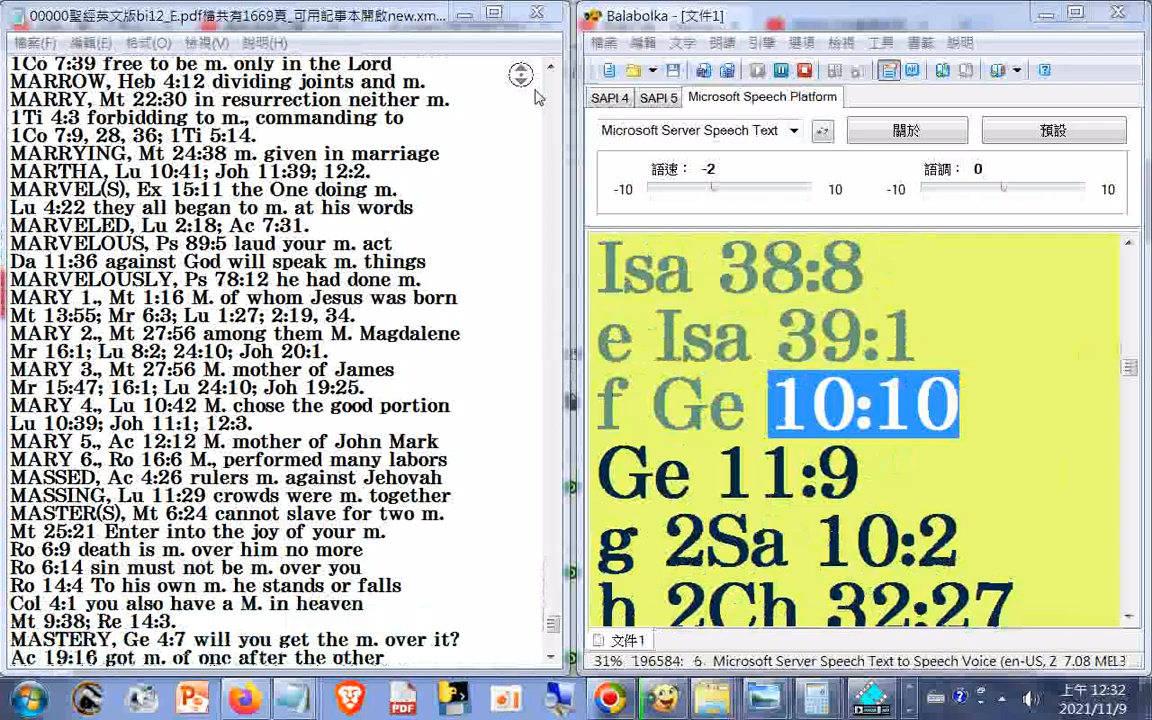 00000聖經英文版bi12_E.pdf檔共有1669頁_可用記事本開啟new.xm...
檔案(F) 編輯(E) 格式(O) 檢視(V) 說明(H)
1Co 7:39 free to be m. only in the Lord
MARROW, Heb 4:12 dividing joints and m.
MARRY, Mt 22:30 in resurrection neither m.
1Ti 4:3 forbidding to m., commanding to
1Co 7:9, 28, 36; 1Ti 5:14.
MARRYING, Mt 24:38 m. given in marriage
MARTHA, Lu 10:41; Joh 11:39; 12:2.
MARVEL(S), Ex 15:11 the One doing m.
Lu 4:22 they all began to m. at his words
MARVELED, Lu 2:18; Ac 7:31.
MARVELOUS, Ps 89:5 laud your m. act
Da 11:36 against God will speak m. things
MARVELOUSLY, Ps 78:12 he had done m.
MARY 1., Mt 1:16 M. of whom Jesus was born
Mt 13:55; Mr 6:3; Lu 1:27; 2:19, 34.
MARY 2., Mt 27:56 among them M. Magdalene
Mr 16:1; Lu 8:2; 24:10; Joh 20:1.
MARY 3., Mt 27:56 M. mother of James
Mr 15:47; 16:1; Lu 24:10; Joh 19:25.
MARY 4., Lu 10:42 M. chose the good portion
Lu 10:39; Joh 11:1; 12:3.
MARY 5., Ac 12:12 M. mother of John Mark
MARY 6., Ro 16:6 M., performed many labors
MASSED, Ac 4:26 rulers m. against Jehovah
MASSING, Lu 11:29 crowds were m. together
MASTER(S), Mt 6:24 cannot slave for two m.
Mt 25:21 Enter into the joy of your m.
Ro 6:9 death is m. over him no more
Ro 6:14 sin must not be m. over you
Ro 14:4 To his own m. he stands or falls
Col 4:1 you also have a M. in heaven
Mt 9:38; Re 14:3.
MASTERY, Ge 4:7 will you get the m. over it?
Ac 19:16 got m. of one after the other
Balabolka - [文件1]
檔案 編輯 文字 朗讀 引擎 選項 檢視 工具 書籤 說明
SAPI 4 SAPI 5 Microsoft Speech Platform
Microsoft Server Speech Text 關於 預設
語速: -2 語調: 0
-10 10 -10 10
Isa 38:8
e Isa 39:1
f Ge 10:10
Ge 11:9
g 2Sa 10:2
h 2Ch 32:27
文件1
31% 196584: 6 Microsoft Server Speech Text to Speech Voice (en-US, Z 7.08 MEL3
PDF
上午 12:32
2021/11/9